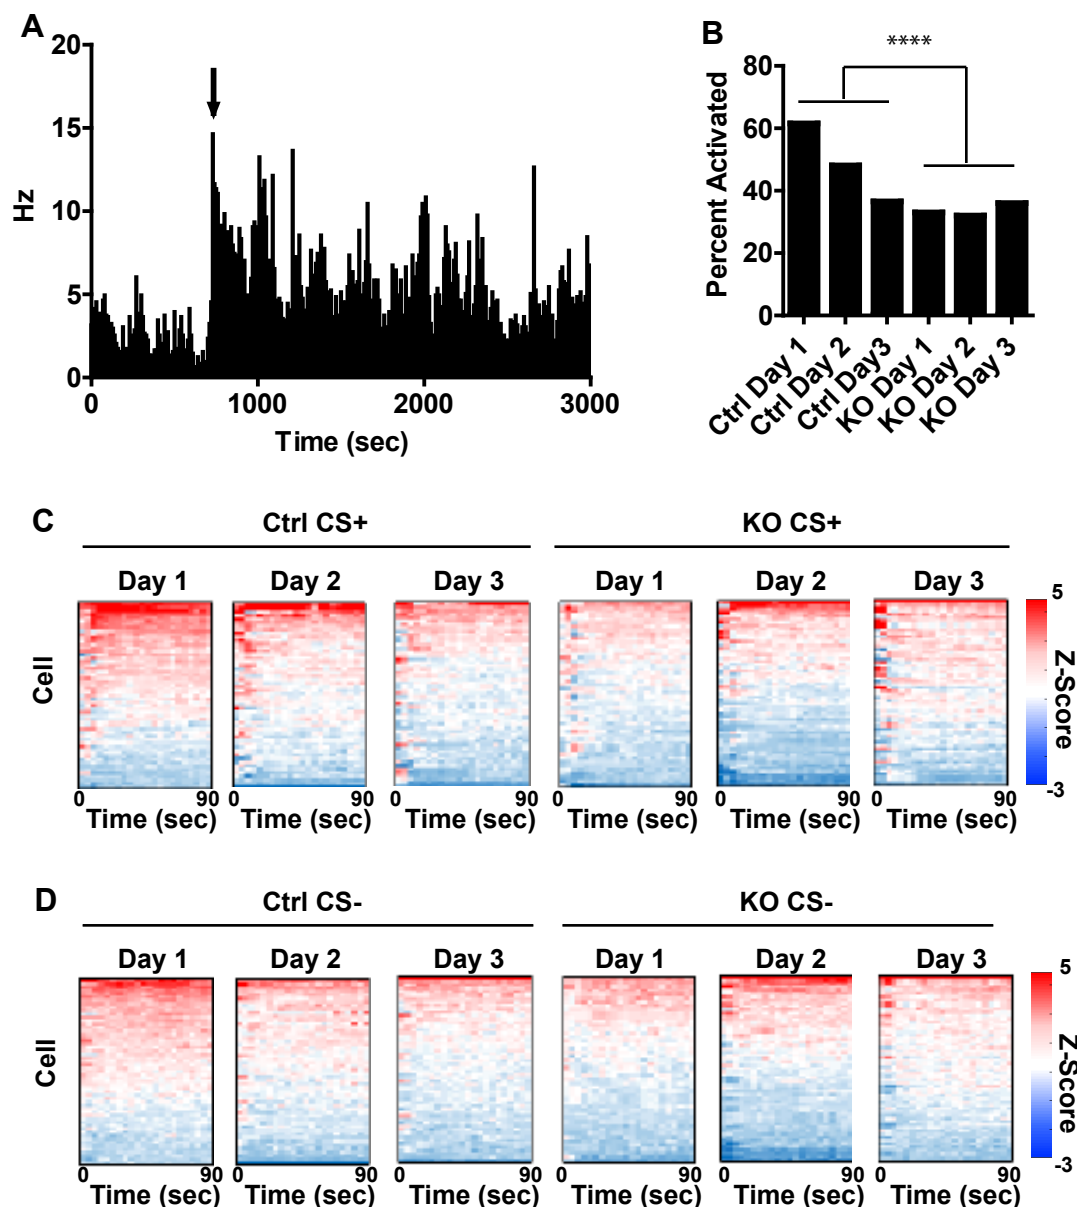 A
20
15
10
5
0
Hz
0 1000 2000 3000
Time (sec)
B
****
80
60
40
20
0
Percent Activated
Ctrl Day 1
Ctrl Day 2
Ctrl Day3
KO Day 1
KO Day 2
KO Day 3
C
Ctrl CS+ KO CS+
Day 1 Day 2 Day 3 Day 1 Day 2 Day 3
Cell
5
Z-Score
-3
0 90 0 90 0 90 0 90 0 90 0 90
Time (sec) Time (sec) Time (sec) Time (sec) Time (sec) Time (sec)
D
Ctrl CS- KO CS-
Day 1 Day 2 Day 3 Day 1 Day 2 Day 3
Cell
5
Z-Score
-3
0 90 0 90 0 90 0 90 0 90 0 90
Time (sec) Time (sec) Time (sec) Time (sec) Time (sec) Time (sec)